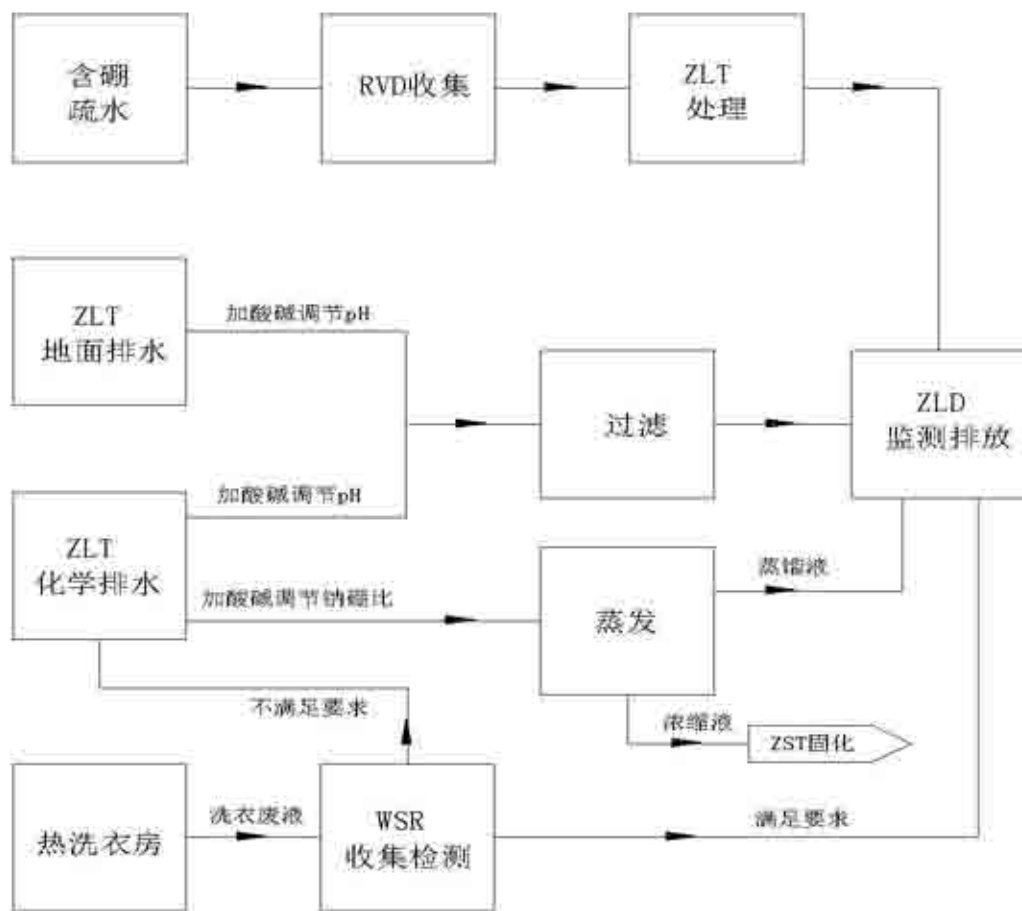 含硼
疏水
RVD收集
ZLT
处理
ZLT
地面排水
加酸碱调节pH
过滤
ZLD
监测排放
加酸碱调节pH
ZLT
化学排水
加酸碱调节钠硼比
蒸发
蒸馏液
不满足要求
浓缩液
ZST固化
热洗衣房
洗衣废液
WSR
收集检测
满足要求